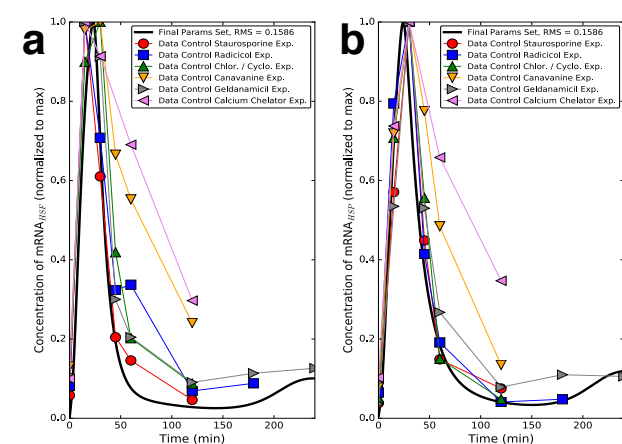 a
Final Params Set, RMS = 0.1586
Data Control Staurosporine Exp.
Data Control Radicicol Exp.
Data Control Chlor. / Cyclo. Exp.
Data Control Canavanine Exp.
Data Control Geldanamicil Exp.
Data Control Calcium Chelator Exp.
Concentration of mRNA_HSF (normalized to max)
1.0
0.8
0.6
0.4
0.2
0.0
0 50 100 150 200
Time (min)
b
Final Params Set, RMS = 0.1586
Data Control Staurosporine Exp.
Data Control Radicicol Exp.
Data Control Chlor. / Cyclo. Exp.
Data Control Canavanine Exp.
Data Control Geldanamicil Exp.
Data Control Calcium Chelator Exp.
Concentration of mRNA_HSP (normalized to max)
1.0
0.8
0.6
0.4
0.2
0.0
0 50 100 150 200
Time (min)